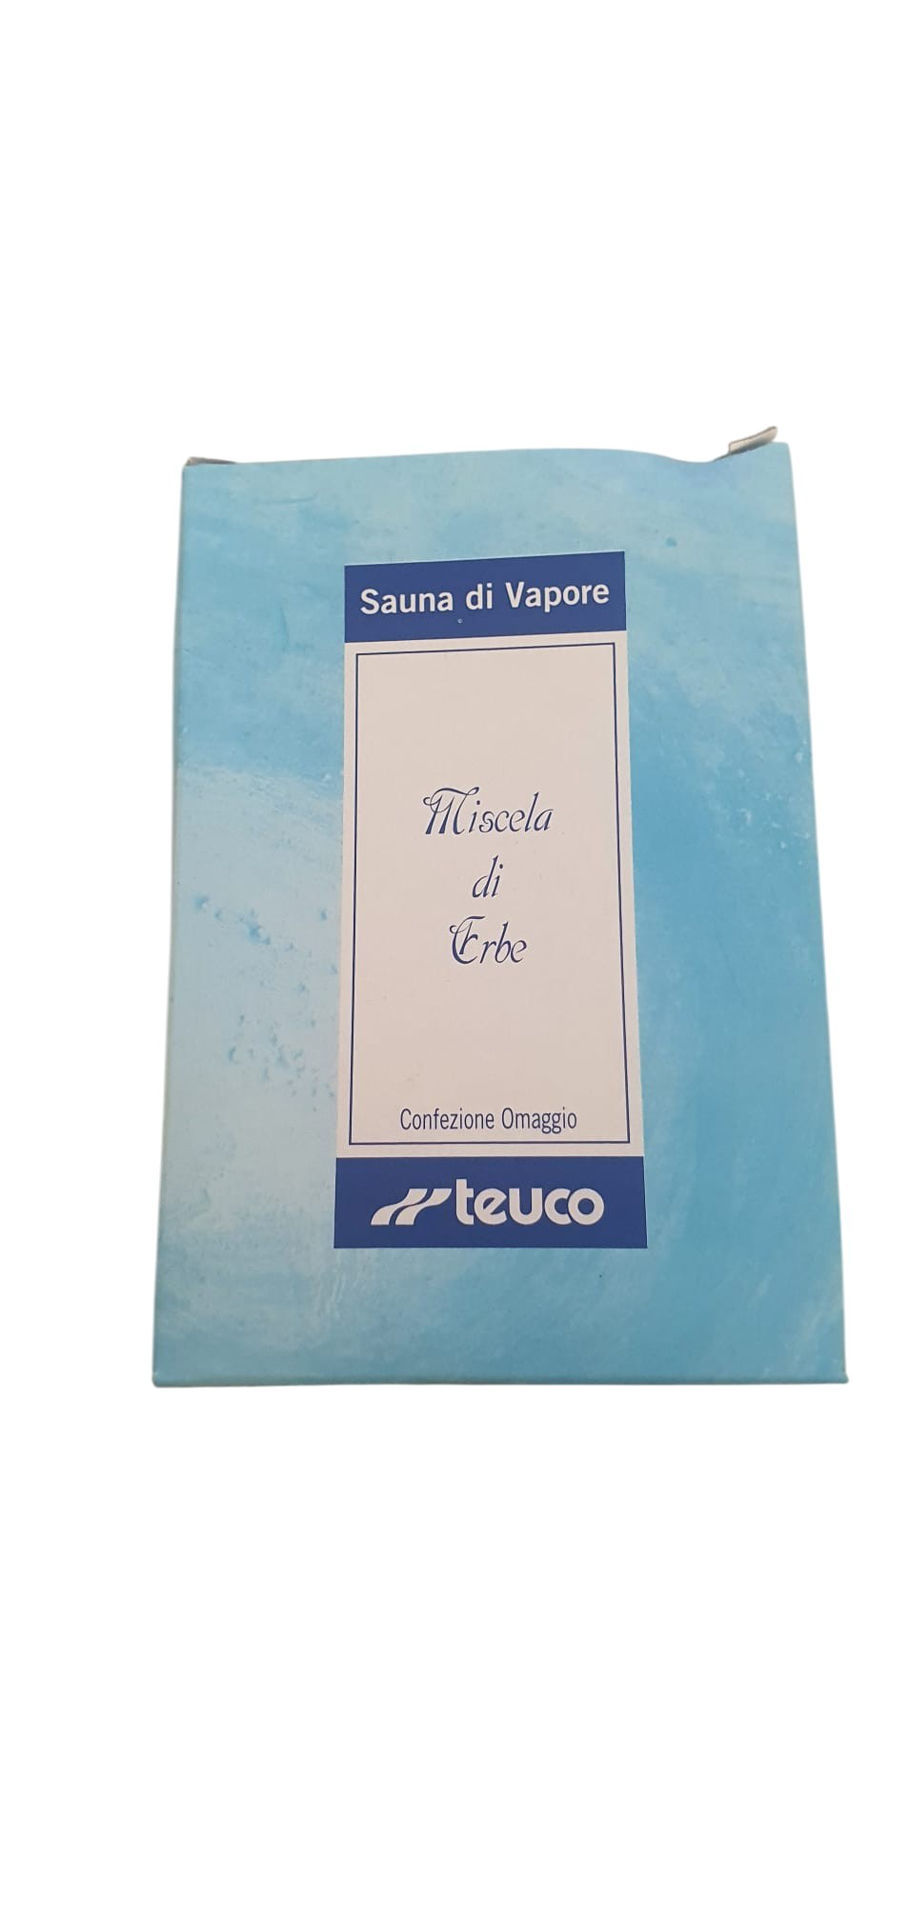 Sauna di Vapore
Miscela
di
Erbe
Confezione Omaggio
teuco